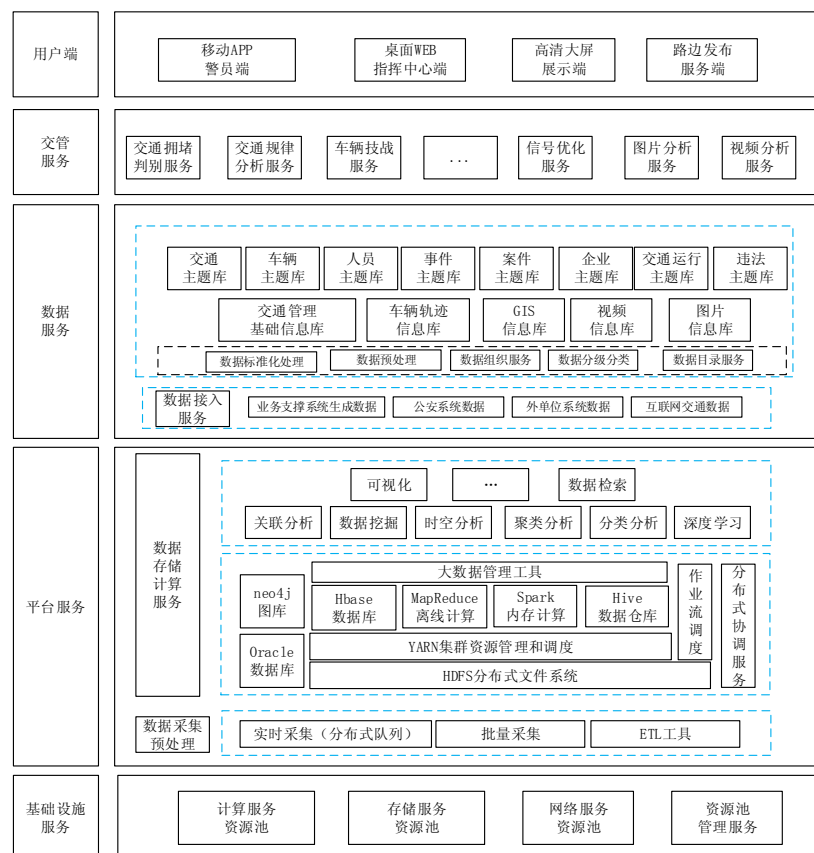 用户端
移动APP
警员端
桌面WEB
指挥中心端
高清大屏
展示端
路边发布
服务端
交管
服务
交通拥堵
判别服务
交通规律
分析服务
车辆技战
服务
...
信号优化
服务
图片分析
服务
视频分析
服务
数据
服务
交通
主题库
车辆
主题库
人员
主题库
事件
主题库
案件
主题库
企业
主题库
交通运行
主题库
违法
主题库
交通管理
基础信息库
车辆轨迹
信息库
GIS
信息库
视频
信息库
图片
信息库
数据标准化处理
数据预处理
数据组织服务
数据分级分类
数据目录服务
数据接入
服务
业务支撑系统生成数据
公安系统数据
外单位系统数据
互联网交通数据
平台服务
数据
存储
计算
服务
可视化
...
数据检索
关联分析
数据挖掘
时空分析
聚类分析
分类分析
深度学习
neo4j
图库
Oracle
数据库
大数据管理工具
Hbase
数据库
MapReduce
离线计算
Spark
内存计算
Hive
数据仓库
YARN集群资源管理和调度
HDFS分布式文件系统
作业流调度
分布式协调服务
数据采集
预处理
实时采集（分布式队列）
批量采集
ETL工具
基础设施
服务
计算服务
资源池
存储服务
资源池
网络服务
资源池
资源池
管理服务